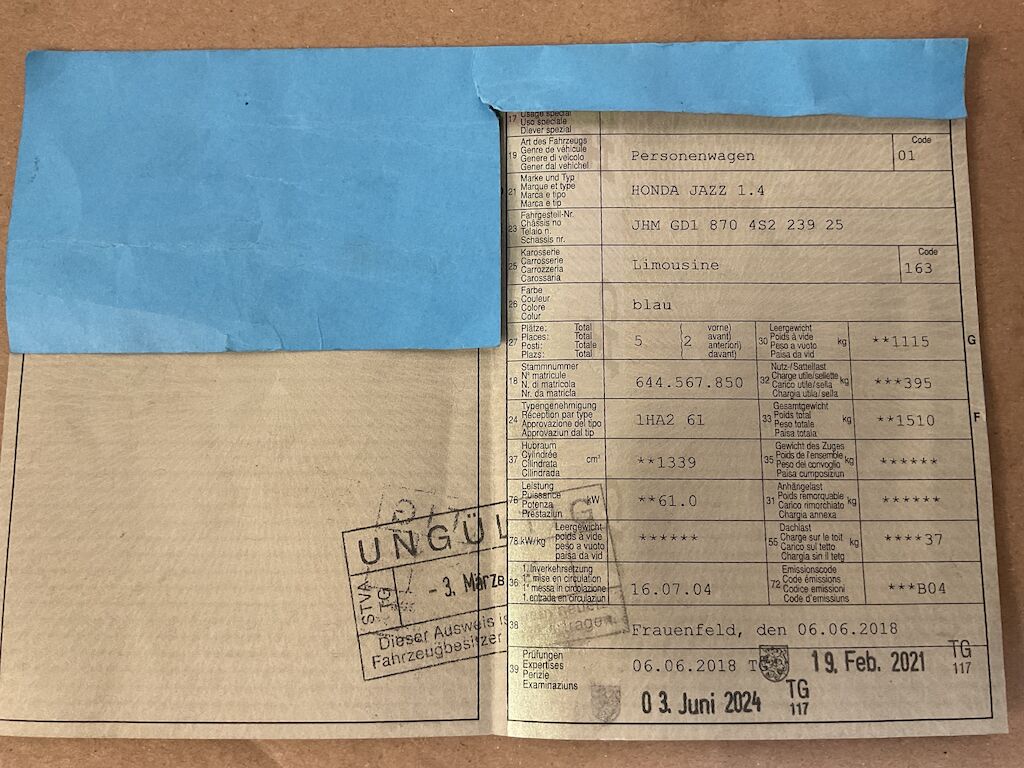 17 Usage spécial
Uso speciale
Diever spezial
19 Art des Fahrzeugs
Genre de véhicule
Genere di veicolo
Gener dal vehichel
Personenwagen
Code
01
21 Marke und Typ
Marque et type
Marca e tipo
Marca e tip
HONDA JAZZ 1.4
23 Fahrgestell-Nr.
Châssis no
Telaio n.
Schassis nr.
JHM GD1 870 4S2 239 25
25 Karosserie
Carrosserie
Carrozzeria
Carossaria
Limousine
Code
163
26 Farbe
Couleur
Colore
Colur
blau
27 Plätze: Total
Places: Total
Posti: Totale
Plazs: Total
5 ( 2 vorne)
avant)
anteriori)
davant)
30 Leergewicht
Poids à vide
Peso a vuoto
Paisa da vid
kg
**1115
G
18 Stammnummer
N° matricule
N. di matricola
Nr. da matricla
644.567.850
32 Nutz-/Sattellast
Charge utile/sellette
Carico utile/sella
Chargia utila/sella
kg
***395
24 Typengenehmigung
Réception par type
Approvazione del tipo
Approvaziun dal tip
1HA2 61
33 Gesamtgewicht
Poids total
Peso totale
Paisa totala
kg
**1510
F
37 Hubraum
Cylindrée
Cilindrata
Cilindrada
cm³
**1339
35 Gewicht des Zuges
Poids de l'ensemble
Peso del convoglio
Paisa cumposiziun
kg
******
76 Leistung
Puissance
Potenza
Prestaziun
kW
**61.0
31 Anhängelast
Poids remorquable
Carico rimorchiato
Chargia annexa
kg
******
78 kW/kg
Leergewicht
poids à vide
peso a vuoto
paisa da vid
******
55 Dachlast
Charge sur le toit
Carico sul tetto
Chargia sin il tetg
kg
****37
36 1. Inverkehrsetzung
1re mise en circulation
1a messa in circolazione
1. entrada en circulaziun
16.07.04
72 Emissionscode
Code émissions
Codice emissioni
Code d'emissiuns
***B04
38
Frauenfeld, den 06.06.2018
39 Prüfungen
Expertises
Perizie
Examinaziuns
06.06.2018 TG
19. Feb. 2021
TG
117
03. Juni 2024
TG
117
UNGÜLTIG
STVA
TG
- 3. März
Dieser Ausweis is
Fahrzeugbesitzer